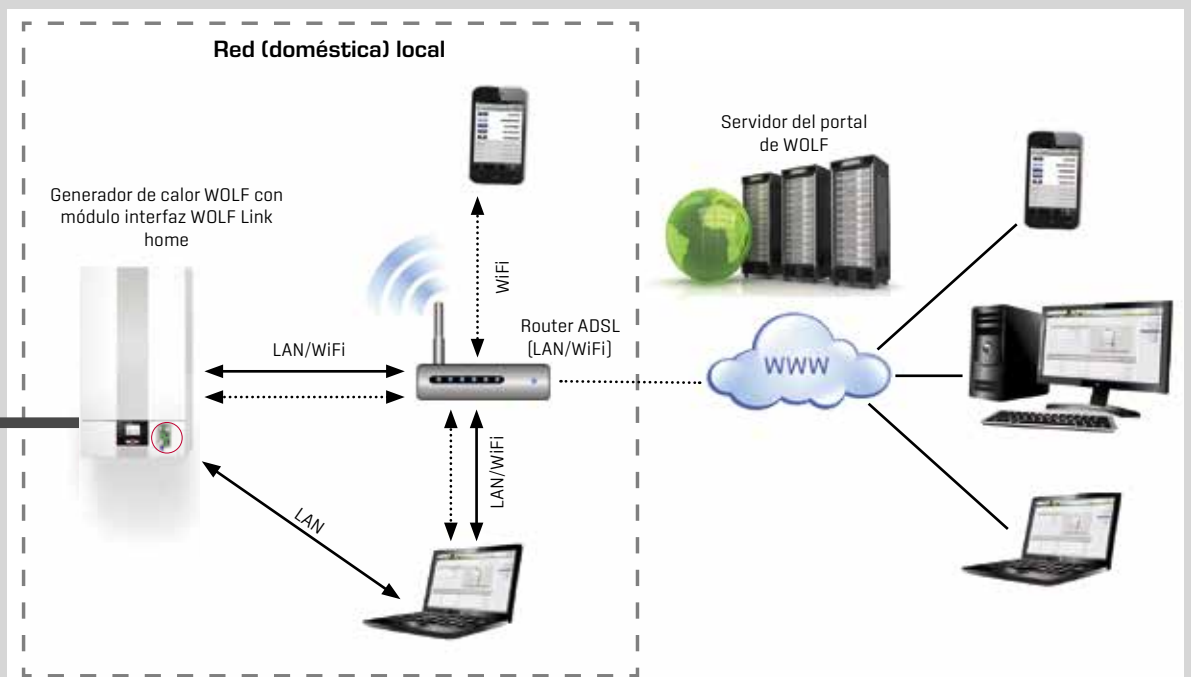 Red (doméstica) local
Servidor del portal
de WOLF
Generador de calor WOLF con
módulo interfaz WOLF Link
home
WiFi
Router ADSL
(LAN/WiFi)
LAN/WiFi
WWW
LAN/WiFi
LAN